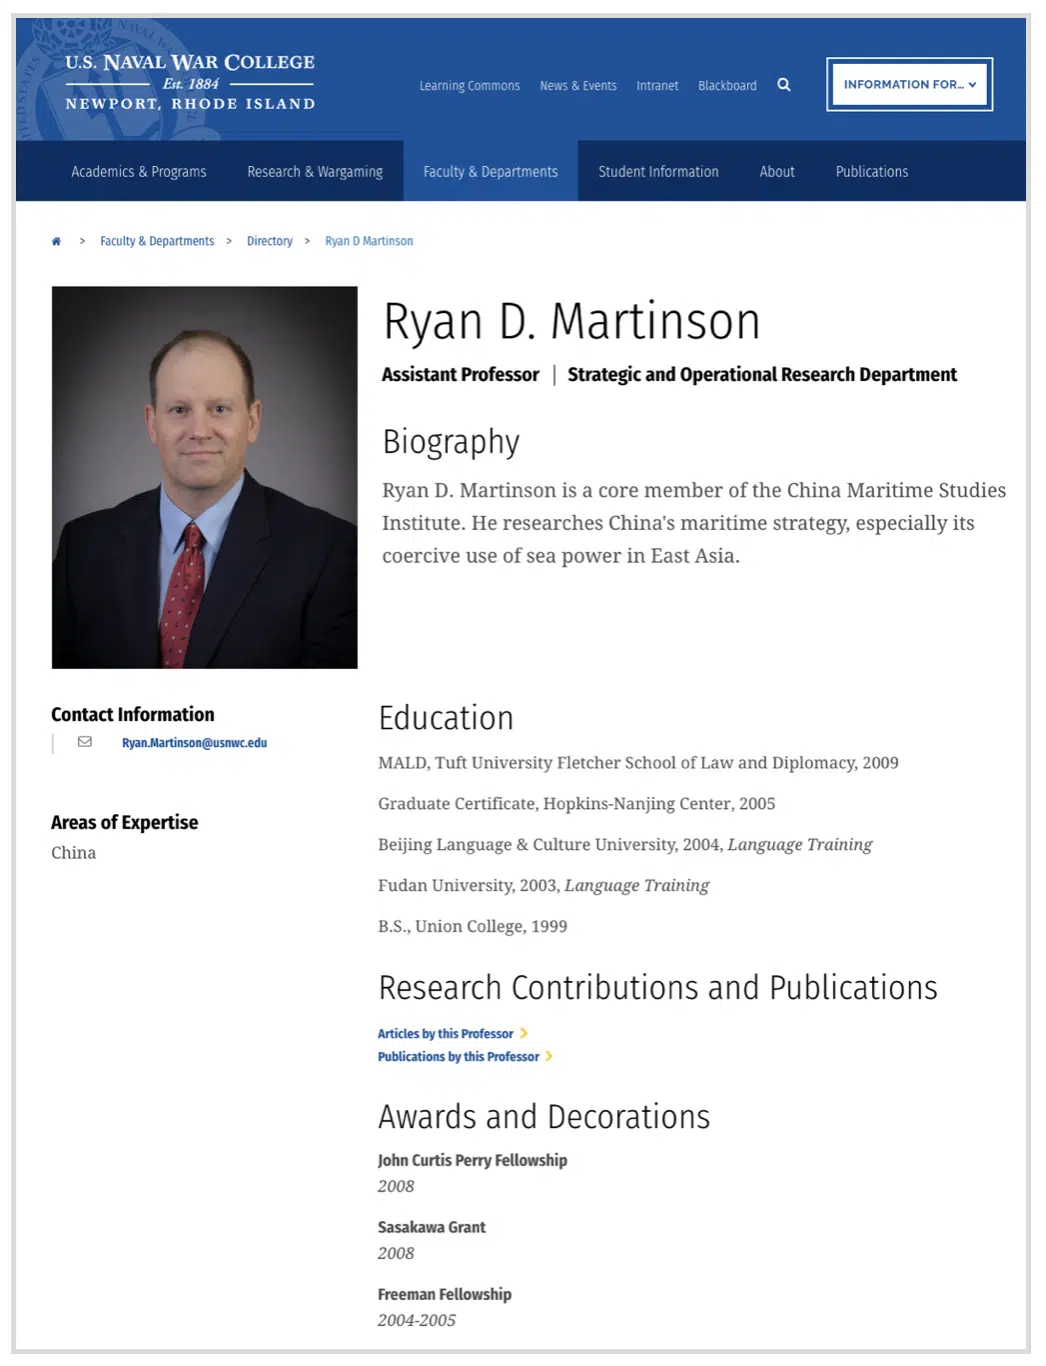 U.S. NAVAL WAR COLLEGE
Est. 1884
NEWPORT, RHODE ISLAND
Learning Commons
News & Events
Intranet
Blackboard
INFORMATION FOR...
Academics & Programs
Research & Wargaming
Faculty & Departments
Student Information
About
Publications
> Faculty & Departments > Directory > Ryan D Martinson
Ryan D. Martinson
Assistant Professor | Strategic and Operational Research Department
Biography
Ryan D. Martinson is a core member of the China Maritime Studies
Institute. He researches China's maritime strategy, especially its
coercive use of sea power in East Asia.
Contact Information
Ryan.Martinson@usnwc.edu
Areas of Expertise
China
Education
MALD, Tuft University Fletcher School of Law and Diplomacy, 2009
Graduate Certificate, Hopkins-Nanjing Center, 2005
Beijing Language & Culture University, 2004, Language Training
Fudan University, 2003, Language Training
B.S., Union College, 1999
Research Contributions and Publications
Articles by this Professor
Publications by this Professor
Awards and Decorations
John Curtis Perry Fellowship
2008
Sasakawa Grant
2008
Freeman Fellowship
2004-2005